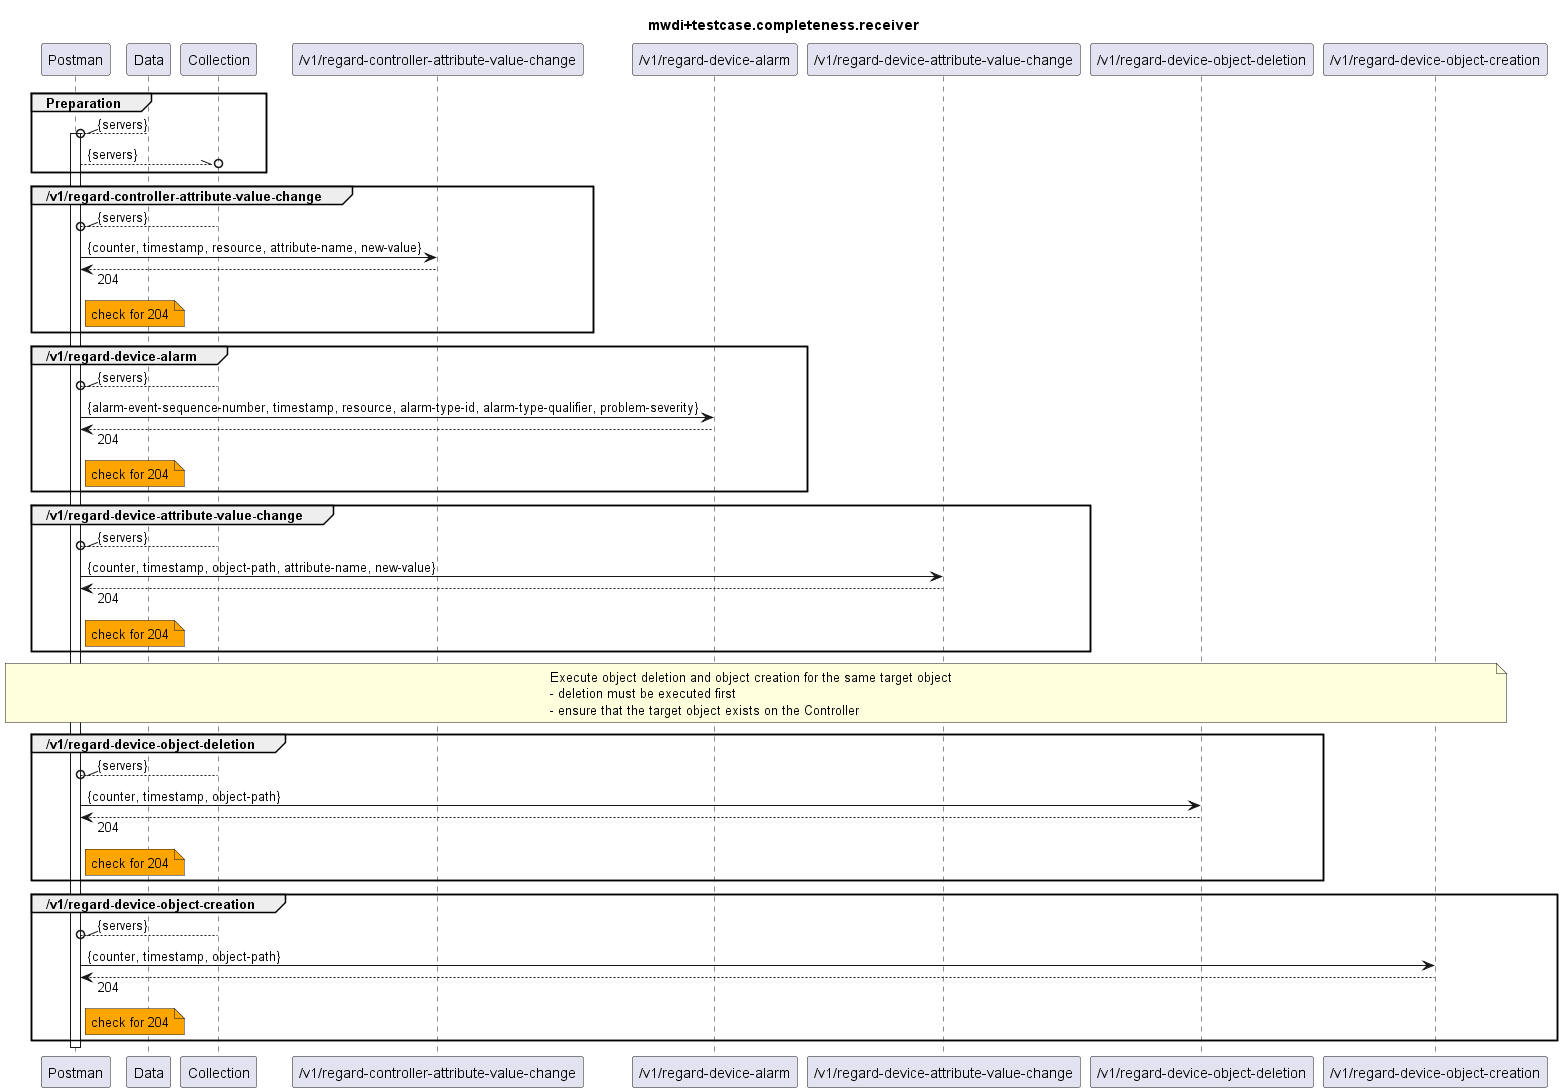 mwdi+testcase.completeness.receiver
Postman
Data
Collection
/v1/regard-controller-attribute-value-change
/v1/regard-device-alarm
/v1/regard-device-attribute-value-change
/v1/regard-device-object-deletion
/v1/regard-device-object-creation
Preparation
{servers}
{servers}
/v1/regard-controller-attribute-value-change
{servers}
{counter, timestamp, resource, attribute-name, new-value}
204
check for 204
/v1/regard-device-alarm
{servers}
{alarm-event-sequence-number, timestamp, resource, alarm-type-id, alarm-type-qualifier, problem-severity}
204
check for 204
/v1/regard-device-attribute-value-change
{servers}
{counter, timestamp, object-path, attribute-name, new-value}
204
check for 204
Execute object deletion and object creation for the same target object
- deletion must be executed first
- ensure that the target object exists on the Controller
/v1/regard-device-object-deletion
{servers}
{counter, timestamp, object-path}
204
check for 204
/v1/regard-device-object-creation
{servers}
{counter, timestamp, object-path}
204
check for 204
Postman
Data
Collection
/v1/regard-controller-attribute-value-change
/v1/regard-device-alarm
/v1/regard-device-attribute-value-change
/v1/regard-device-object-deletion
/v1/regard-device-object-creation